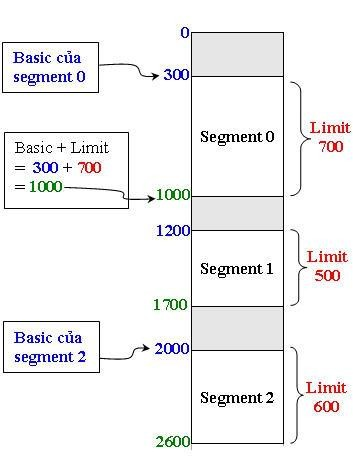 0
Basic của
segment 0
300
Segment 0
Limit
700
Basic + Limit
= 300 + 700
= 1000
1000
1200
Segment 1
Limit
500
1700
Basic của
segment 2
2000
Segment 2
Limit
600
2600